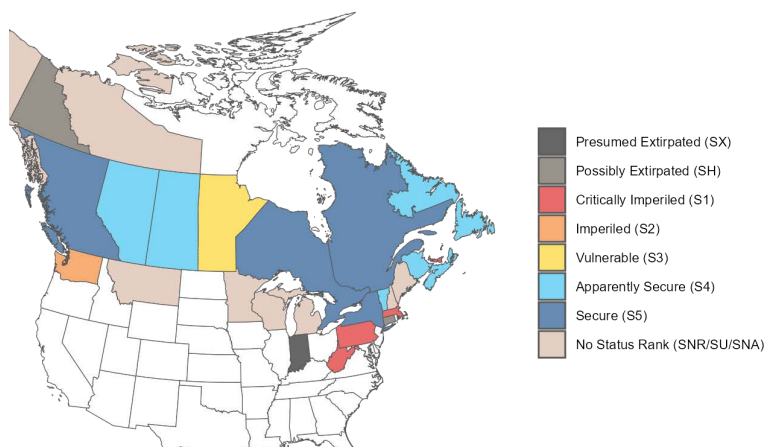 Presumed Extirpated (SX)
Possibly Extirpated (SH)
Critically Imperiled (S1)
Imperiled (S2)
Vulnerable (S3)
Apparently Secure (S4)
Secure (S5)
No Status Rank (SNR/SU/SNA)